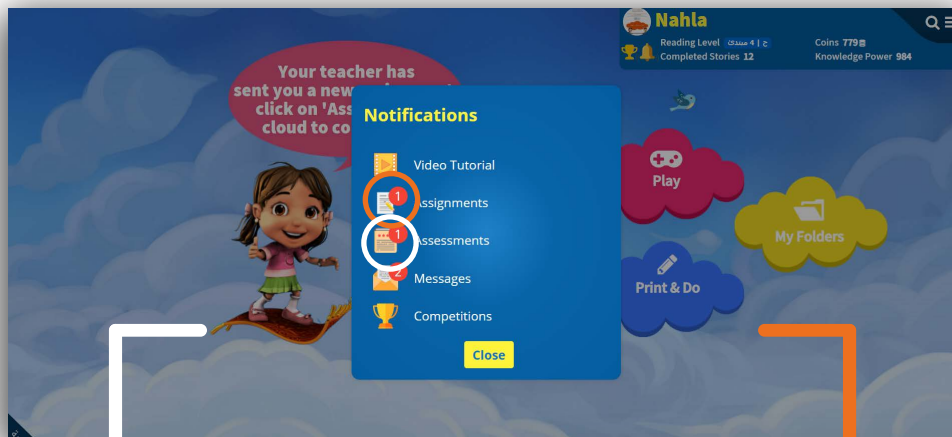 Nahla
Reading Level ج | 4 مبتدئ
Completed Stories 12
Coins 779
Knowledge Power 984
Your teacher has
sent you a new
click on 'Ass
cloud to co
Notifications
Video Tutorial
1
Assignments
1
Assessments
2
Messages
Competitions
Close
Play
My Folders
Print & Do